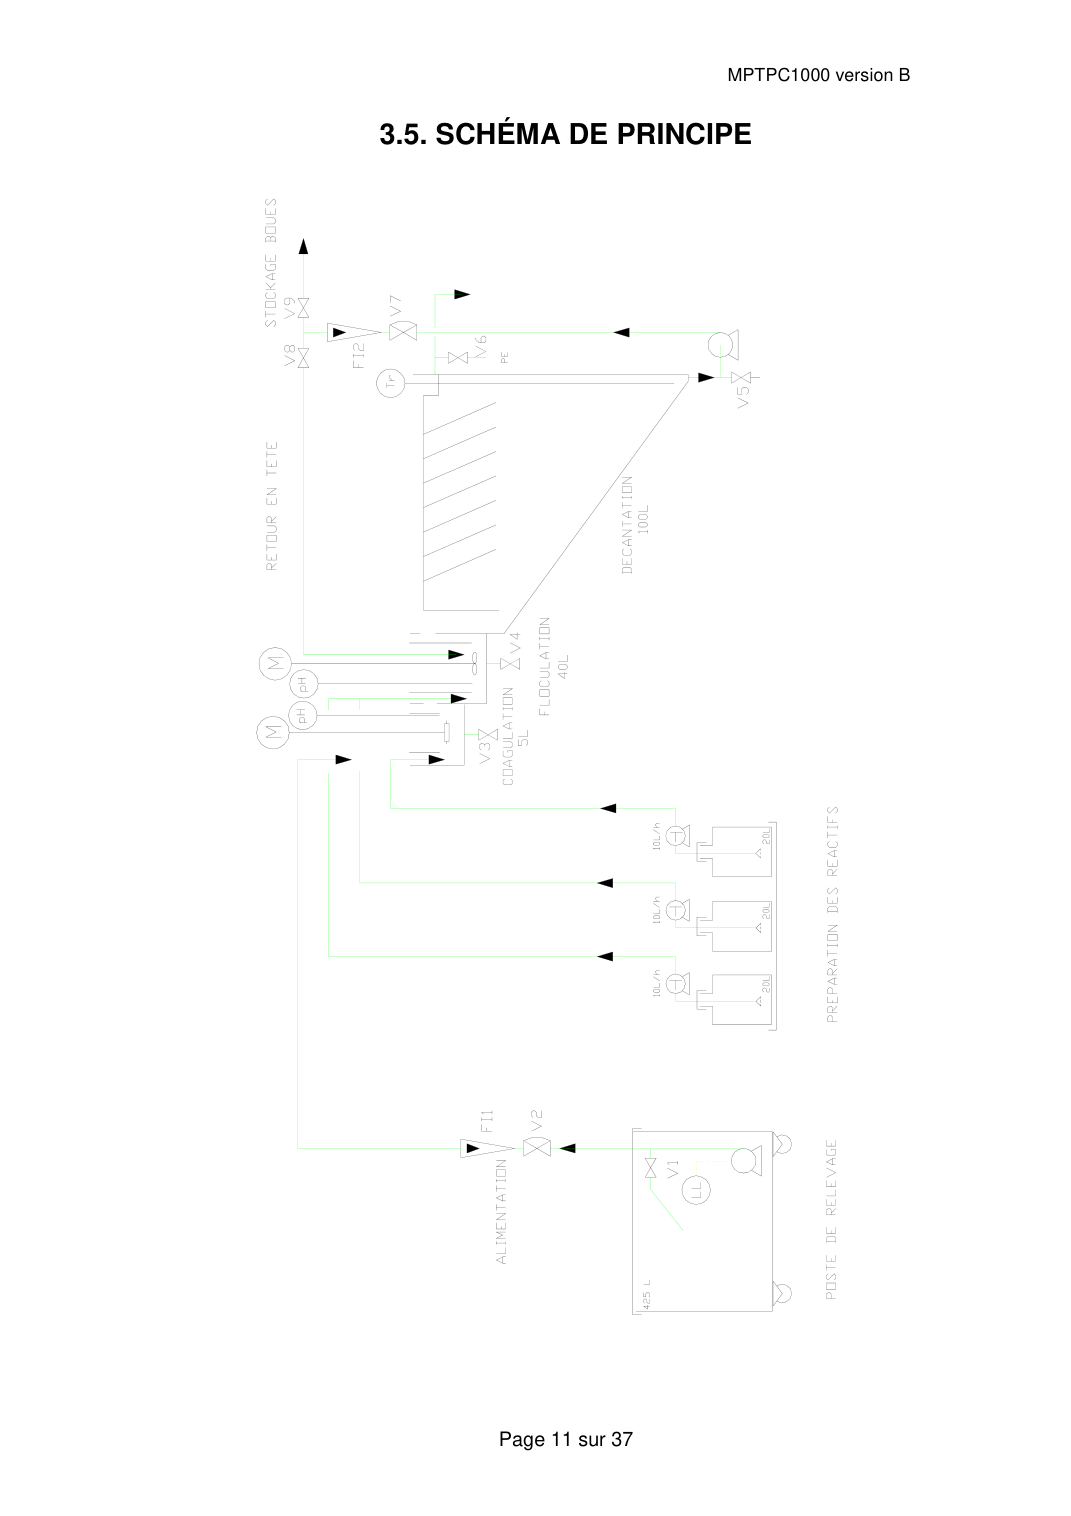 MPTPC1000 version B
3.5. SCHÉMA DE PRINCIPE
STOCKAGE BOUES
V9
V8
FI2
V7
V6
PE
V5
Tr
RETOUR EN TETE
DECANTATION
100L
M
pH
V4
FLOCULATION
40L
pH
M
V3
COAGULATION
5L
10L/h
20L
10L/h
20L
10L/h
20L
PREPARATION DES REACTIFS
FI1
V2
ALIMENTATION
V1
LL
425 L
POSTE DE RELEVAGE
Page 11 sur 37